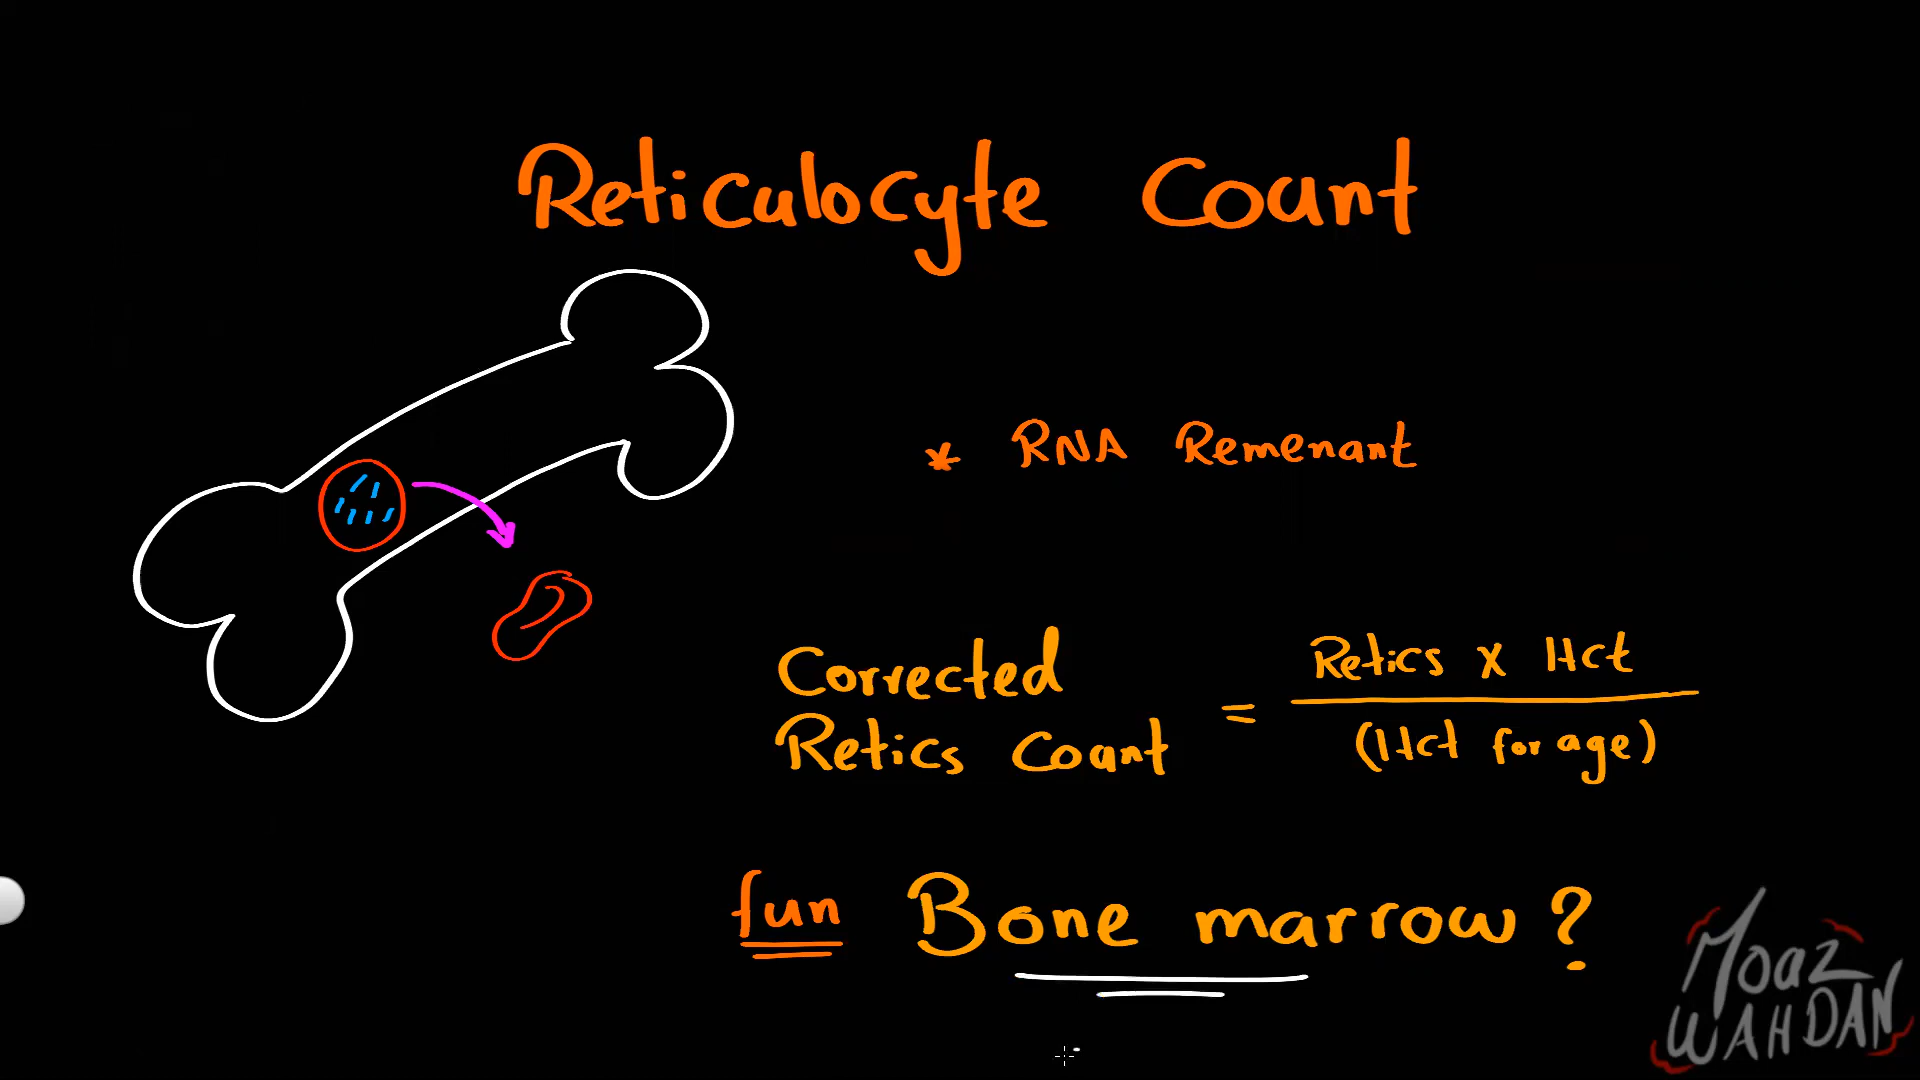 Reticulocyte Count
* RNA Remenant
Corrected Retics Count = Retics x Hct / (Hct for age)
fun Bone marrow?
Moaz
WAHDAN